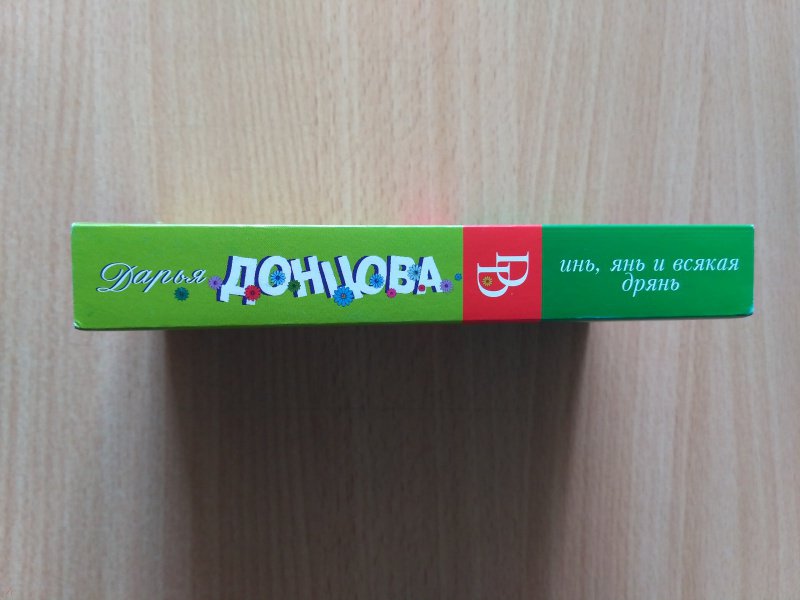 Дарья ДОНЦОВА
инь, янь и всякая
дрянь